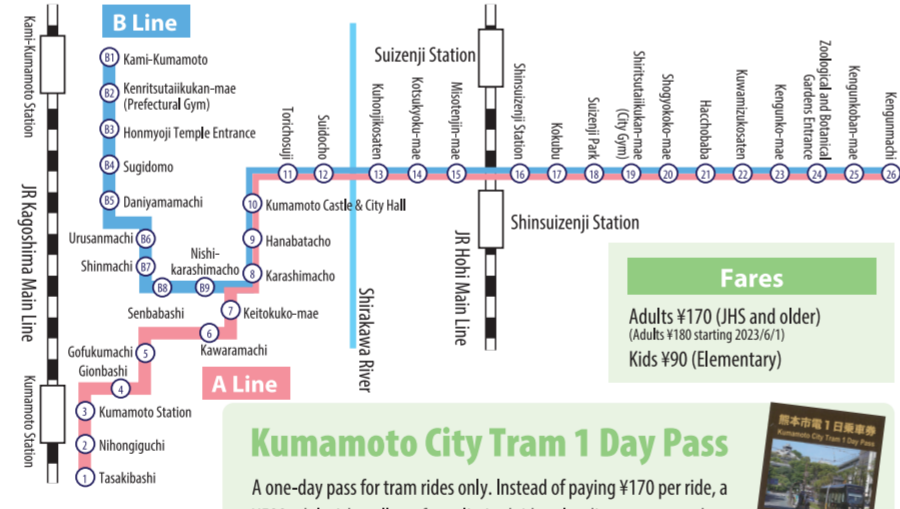 B Line
Kami-Kumamoto Station
JR Kagoshima Main Line
Kumamoto Station
B1 Kami-Kumamoto
B2 Kenritsutaiikukan-mae
(Prefectural Gym)
B3 Honmyoji Temple Entrance
B4 Sugidomo
B5 Daniyamamachi
Urusanmachi B6
Shinmachi B7
B8
Senbabashi
B9
Nishi-
karashimacho
10 Kumamoto Castle & City Hall
9 Hanabatacho
8 Karashimacho
7 Keitokuko-mae
6
Kawaramachi
Gofukumachi 5
Gionbashi
4
3 Kumamoto Station
2 Nihongiguchi
1 Tasakibashi
A Line
Torichosuji
11
Suidocho
12
Shirakawa River
Kuhonjikosaten
13
Kotsukyoku-mae
14
Misotenjin-mae
15
Suizenji Station
JR Hohi Main Line
Shinsuizenji Station
Shinsuizenji Station
16
Kokubu
17
Suizenji Park
18
Shiritsutaiikukan-mae
(City Gym)
19
Shogyokoko-mae
20
Hacchobaba
21
Kuwamizukosaten
22
Kengunko-mae
23
Zoological and Botanical
Gardens Entrance
24
Kengunkoban-mae
25
Kengunmachi
26
Fares
Adults ¥170 (JHS and older)
(Adults ¥180 starting 2023/6/1)
Kids ¥90 (Elementary)
Kumamoto City Tram 1 Day Pass
A one-day pass for tram rides only. Instead of paying ¥170 per ride, a
熊本市電1日乗車券
Kumamoto City Tram 1 Day Pass